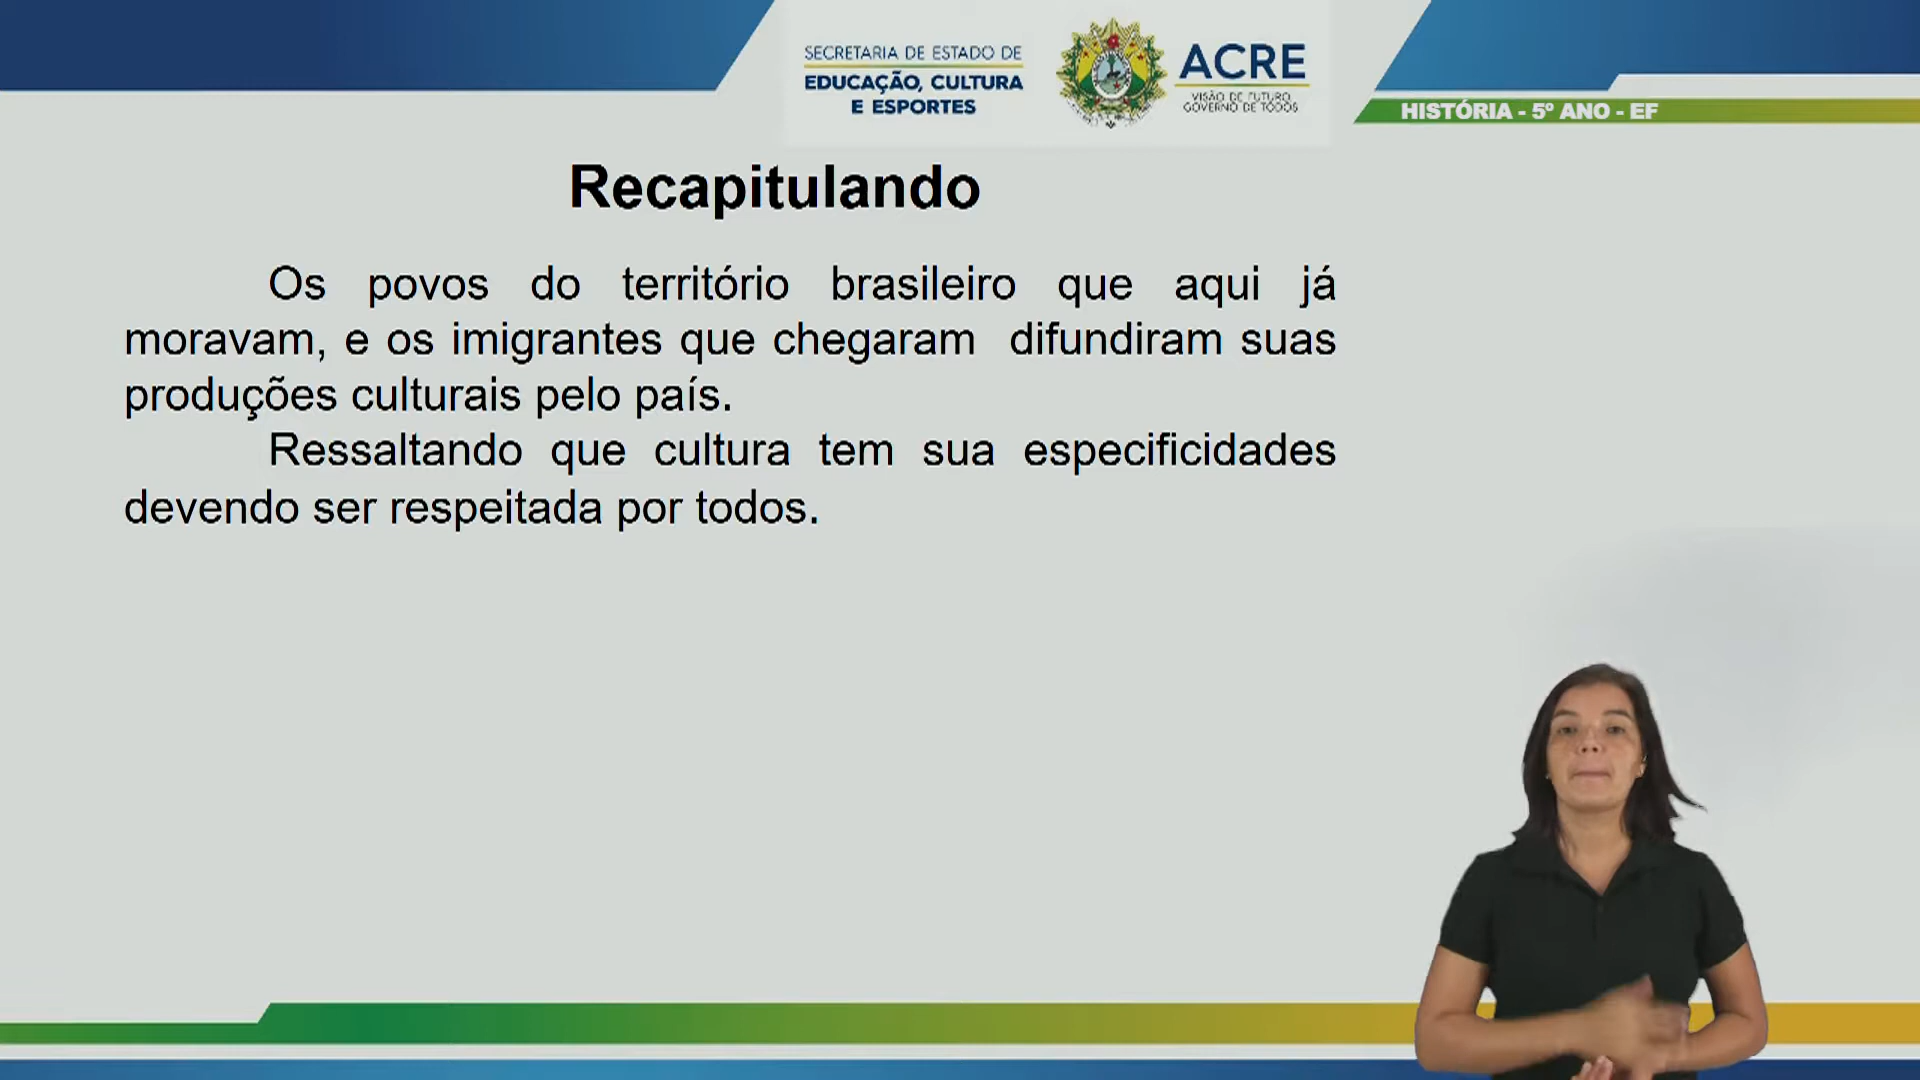 SECRETARIA DE ESTADO DE
EDUCAÇÃO, CULTURA
E ESPORTES
ACRE
VISÃO DE FUTURO,
GOVERNO DE TODOS
HISTÓRIA - 5º ANO - EF
Recapitulando
Os povos do território brasileiro que aqui já
moravam, e os imigrantes que chegaram difundiram suas
produções culturais pelo país.
Ressaltando que cultura tem sua especificidades
devendo ser respeitada por todos.